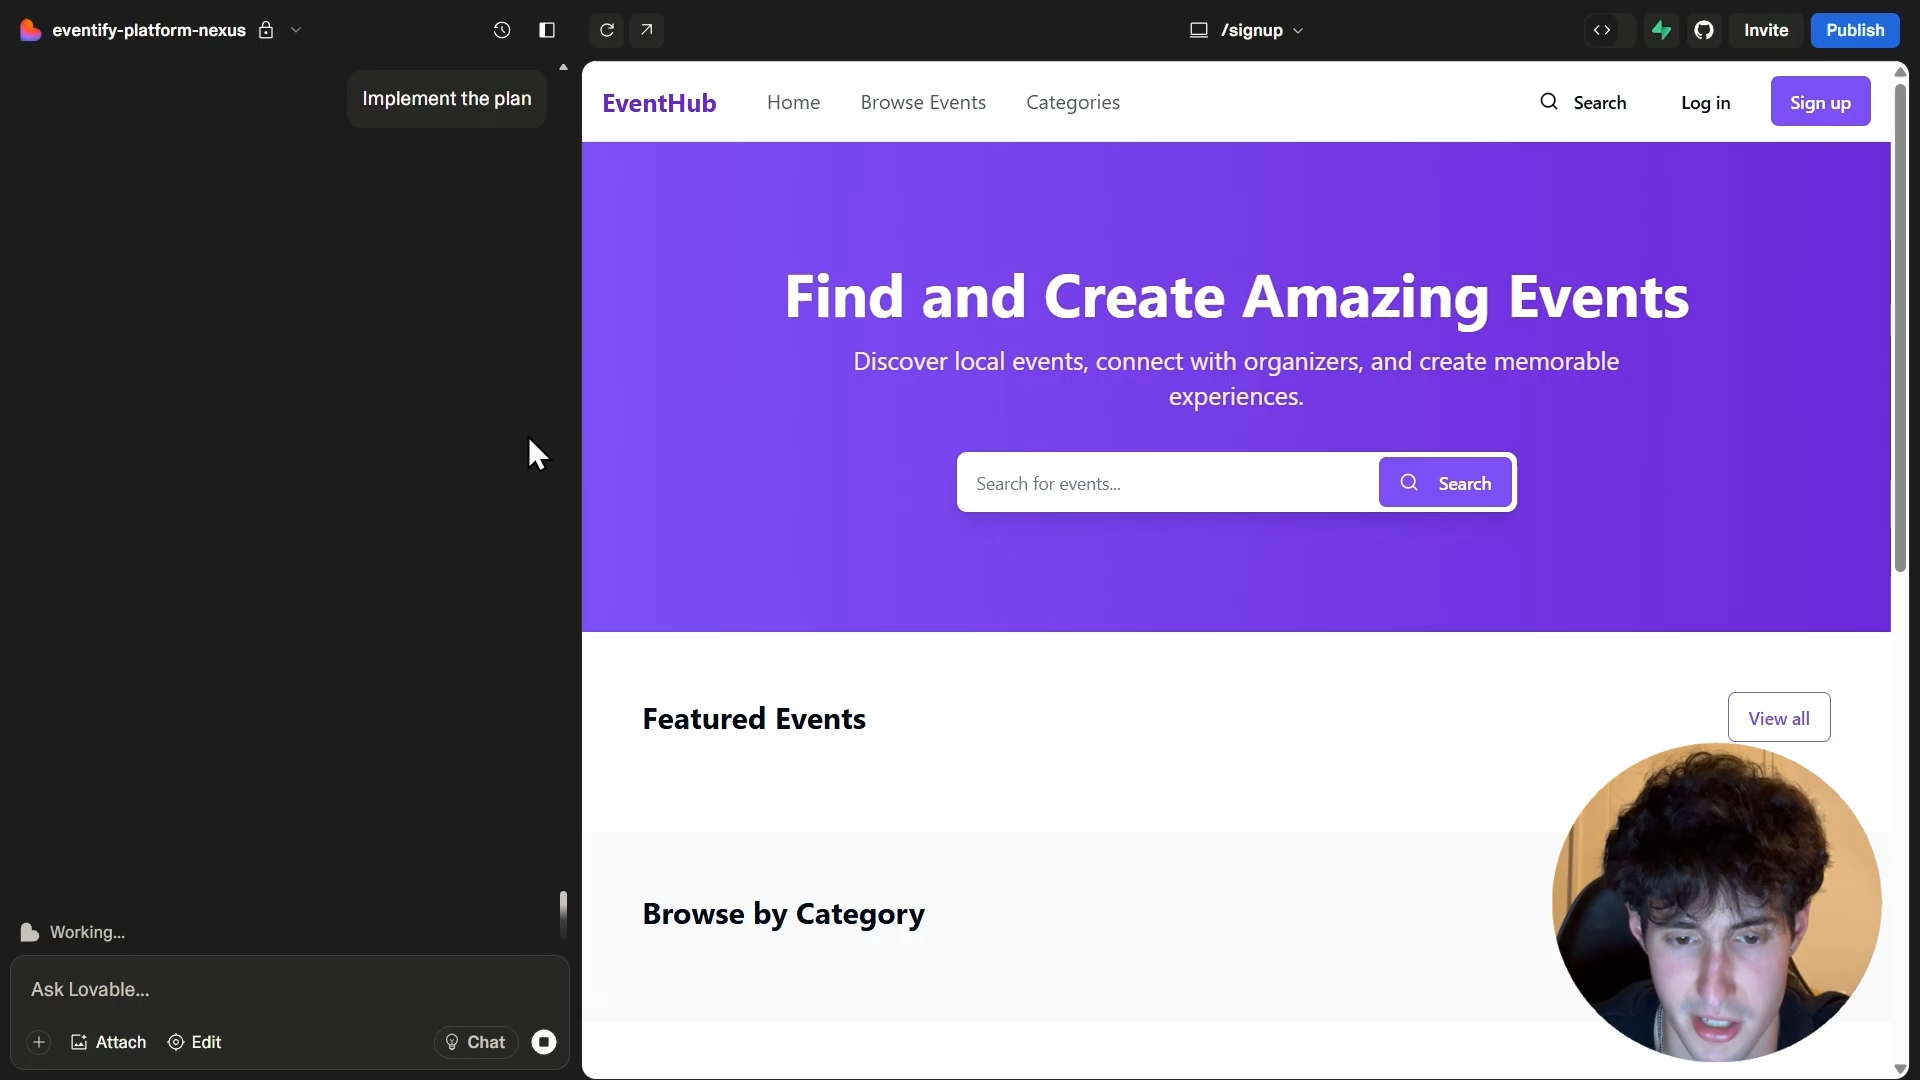 eventify-platform-nexus
/signup
Invite
Publish
Implement the plan
Working...
Ask Lovable...
Attach
Edit
Chat
EventHub
Home
Browse Events
Categories
Search
Log in
Sign up
Find and Create Amazing Events
Discover local events, connect with organizers, and create memorable
experiences.
Search for events...
Search
Featured Events
View all
Browse by Category